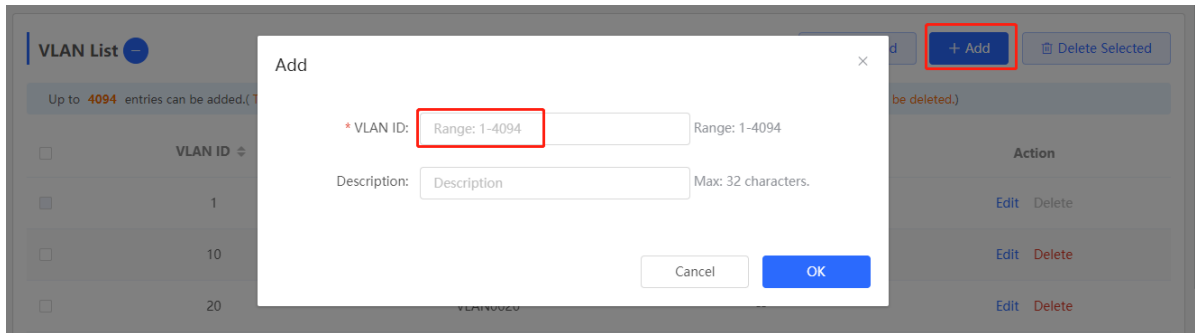 VLAN List
+ Add
Delete Selected
Add
Up to 4094 entries can be added.(
be deleted.)
* VLAN ID: Range: 1-4094 Range: 1-4094
VLAN ID
Action
Description: Description Max: 32 characters.
1
Edit Delete
10
Edit Delete
Cancel OK
20
VLAN0020
Edit Delete